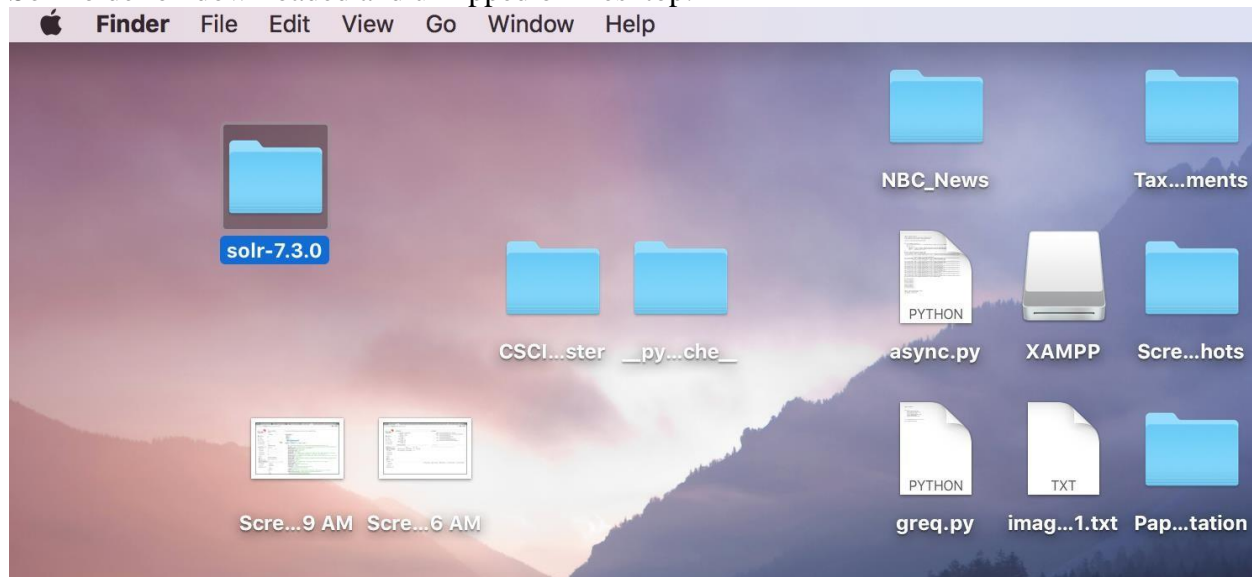 Finder File Edit View Go Window Help
NBC_News
Tax...ments
solr-7.3.0
PYTHON
CSCI...ster
__py...che__
async.py
XAMPP
Scre...hots
PYTHON
TXT
Scre...9 AM
Scre...6 AM
greq.py
imag...1.txt
Pap...tation